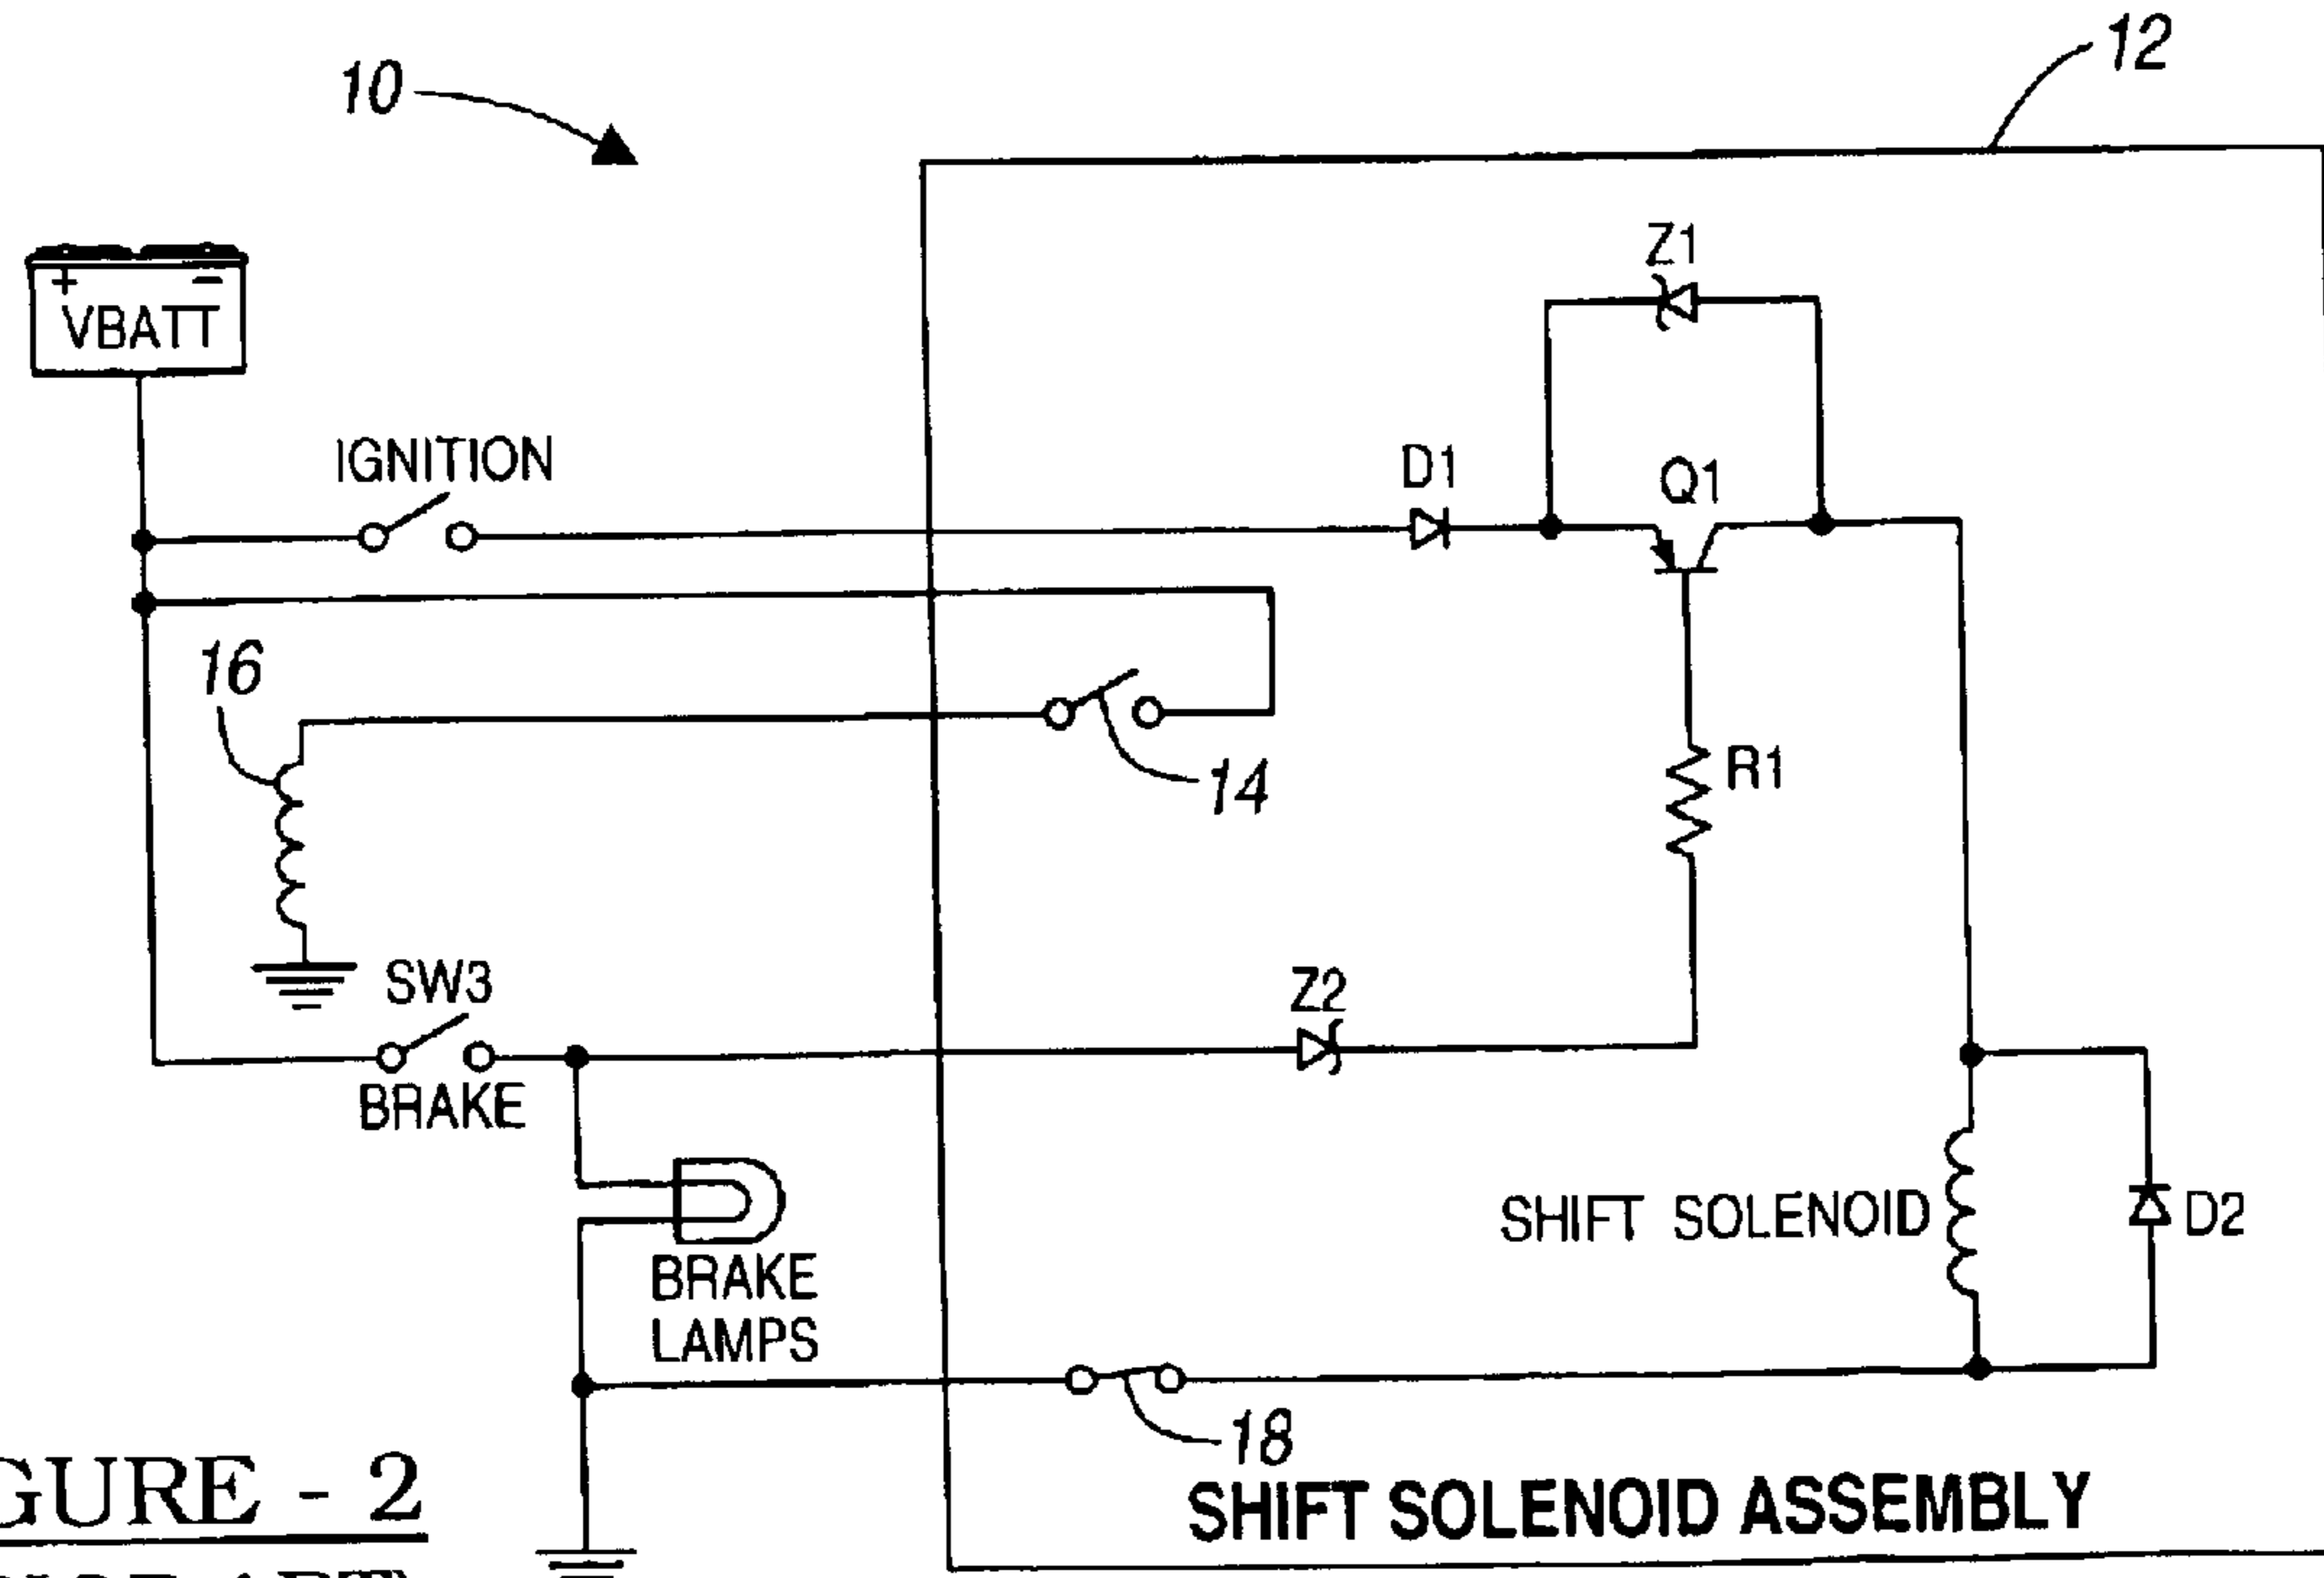 10
12
Z1
+ −
VBATT
IGNITION
D1
Q1
16
14
R1
SW3
BRAKE
Z2
BRAKE
LAMPS
SHIFT SOLENOID
D2
18
SHIFT SOLENOID ASSEMBLY
GURE - 2